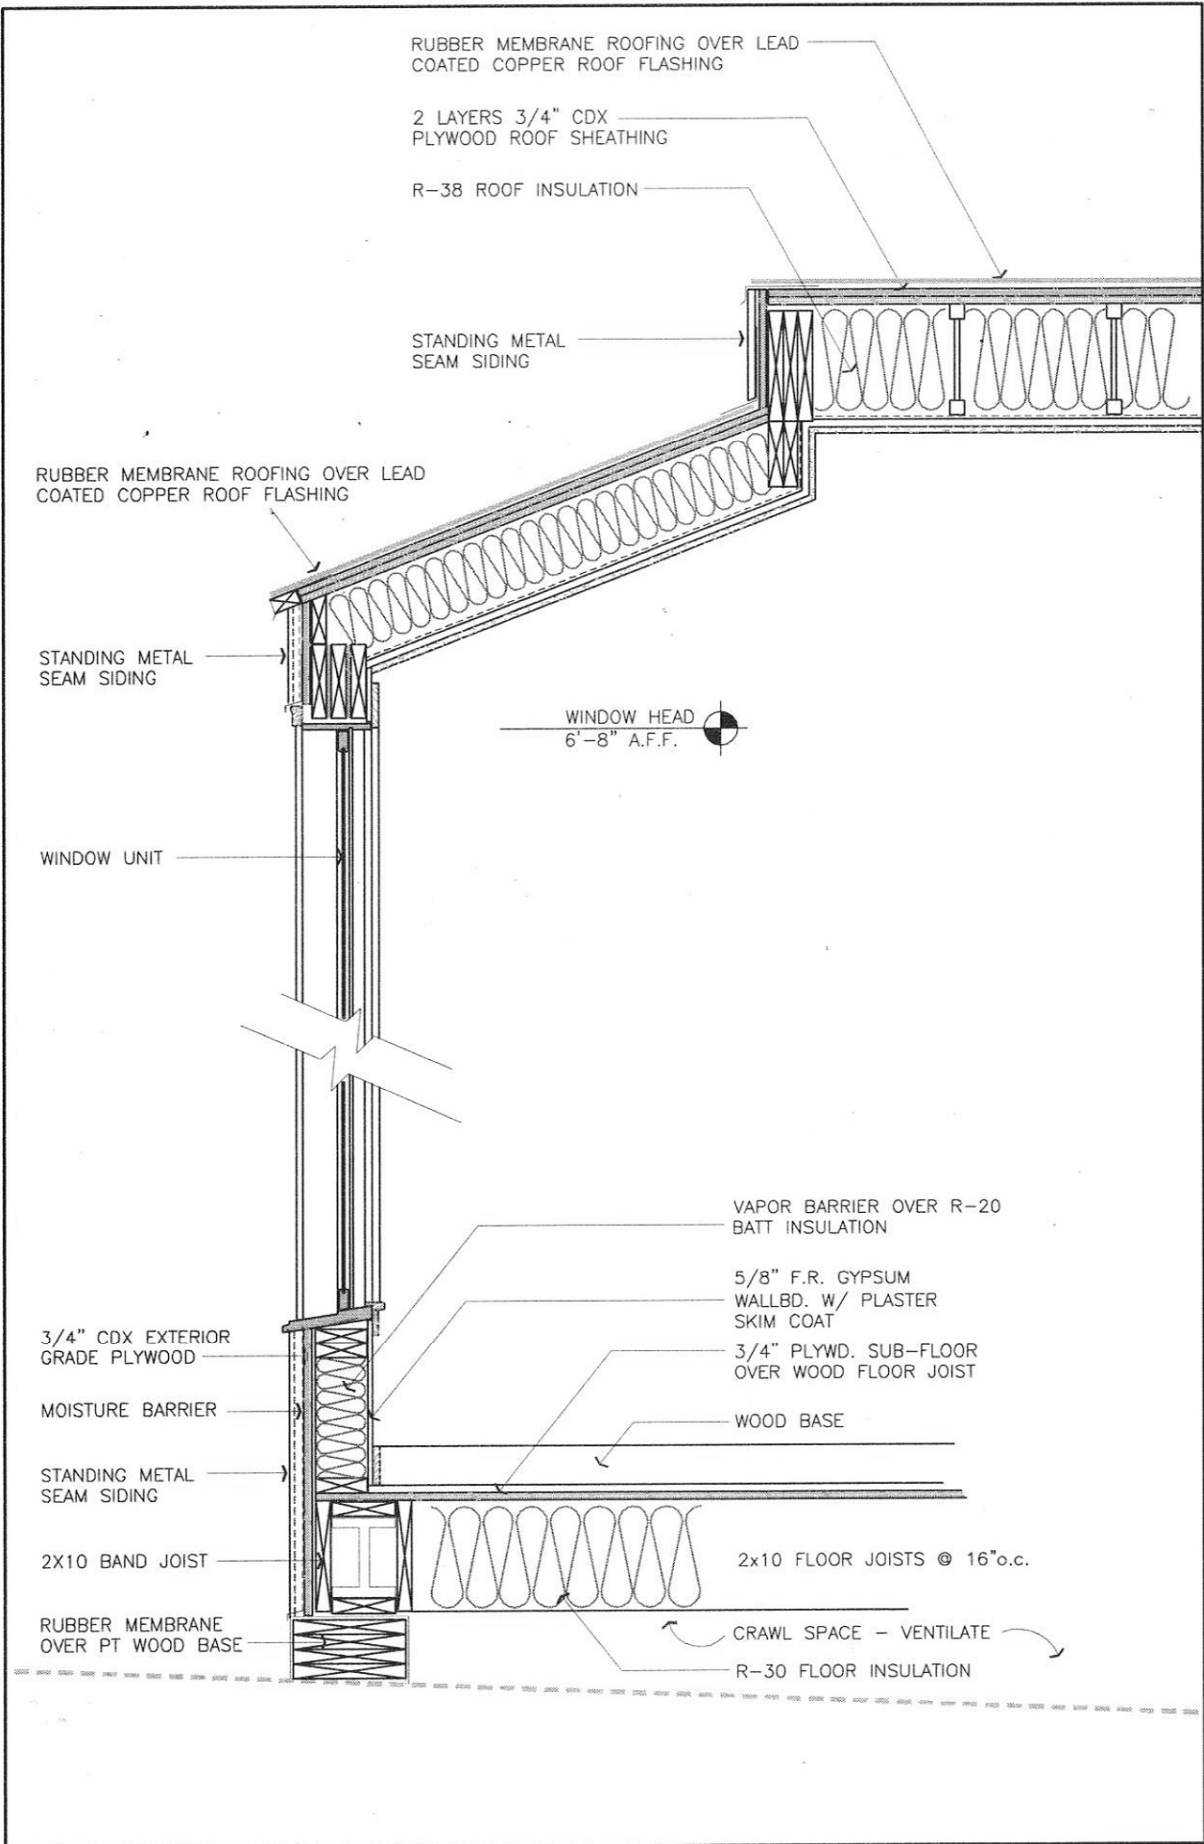 RUBBER MEMBRANE ROOFING OVER LEAD
COATED COPPER ROOF FLASHING
2 LAYERS 3/4" CDX
PLYWOOD ROOF SHEATHING
R-38 ROOF INSULATION
STANDING METAL
SEAM SIDING
RUBBER MEMBRANE ROOFING OVER LEAD
COATED COPPER ROOF FLASHING
STANDING METAL
SEAM SIDING
WINDOW HEAD
6'-8" A.F.F.
WINDOW UNIT
VAPOR BARRIER OVER R-20
BATT INSULATION
5/8" F.R. GYPSUM
WALLBD. W/ PLASTER
SKIM COAT
3/4" CDX EXTERIOR
GRADE PLYWOOD
3/4" PLYWD. SUB-FLOOR
OVER WOOD FLOOR JOIST
MOISTURE BARRIER
WOOD BASE
STANDING METAL
SEAM SIDING
2X10 BAND JOIST
2x10 FLOOR JOISTS @ 16"o.c.
RUBBER MEMBRANE
OVER PT WOOD BASE
CRAWL SPACE - VENTILATE
R-30 FLOOR INSULATION